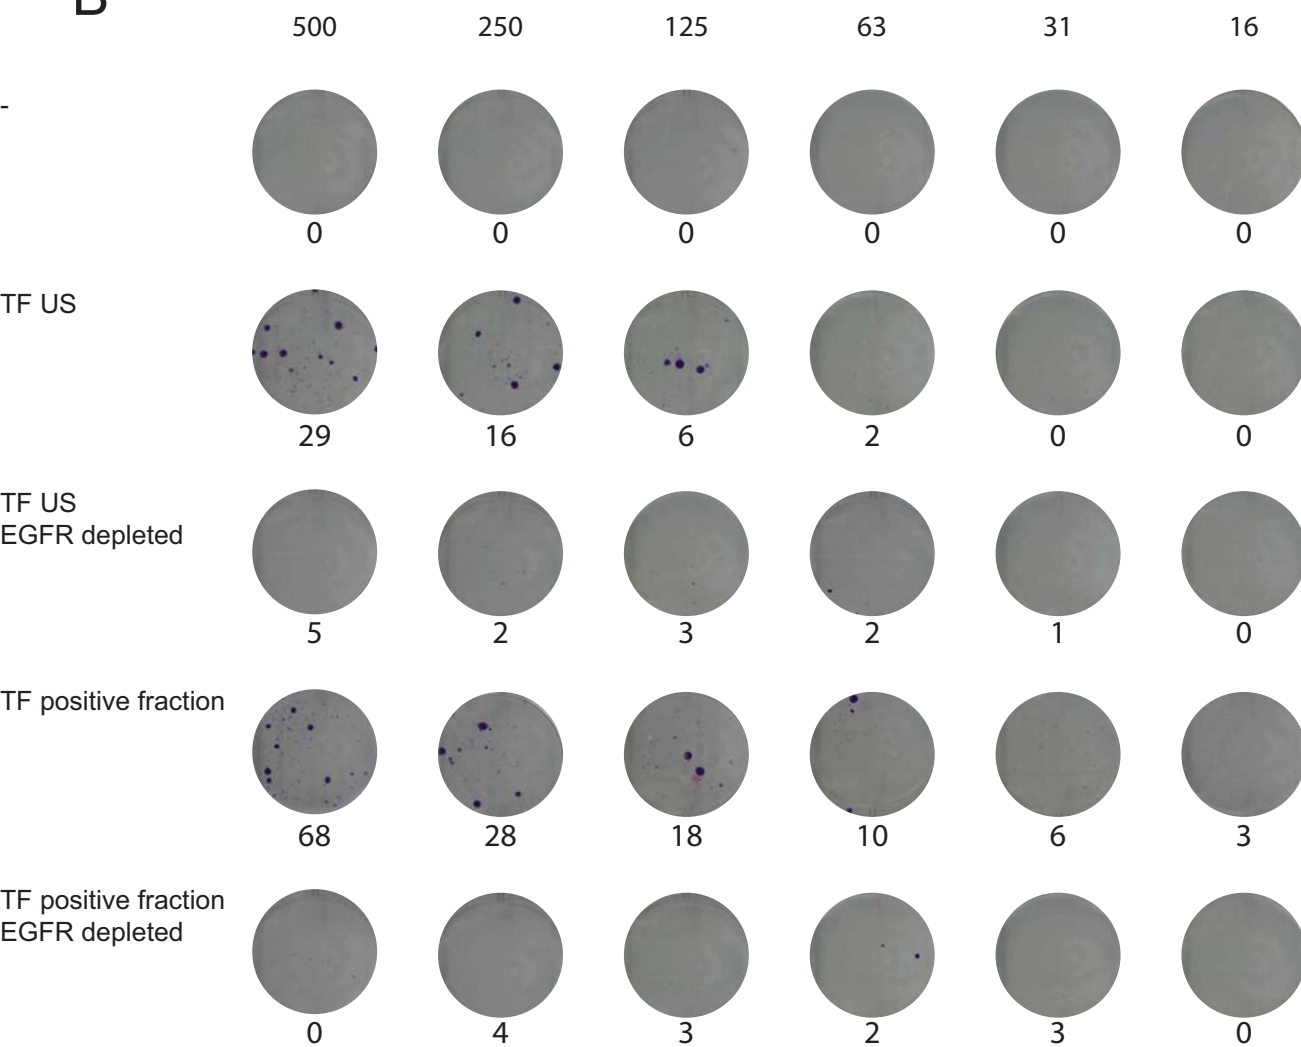 B
500 250 125 63 31 16
-
0 0 0 0 0 0
TF US
29 16 6 2 0 0
TF US
EGFR depleted
5 2 3 2 1 0
TF positive fraction
68 28 18 10 6 3
TF positive fraction
EGFR depleted
0 4 3 2 3 0